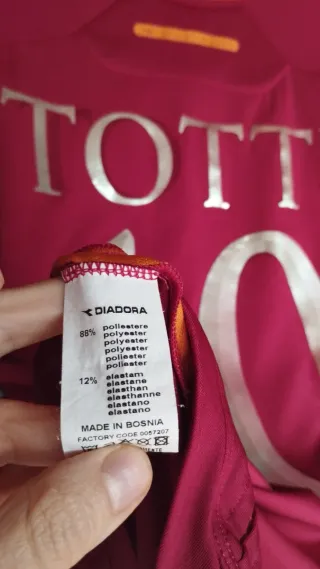 TOTT
10
DIADORA
88% poliestere
polyester
polyester
polyester
poliester
poliester
12% elastam
elastane
elasthan
elasthanne
elastano
elastano
MADE IN BOSNIA
FACTORY CODE 0057207